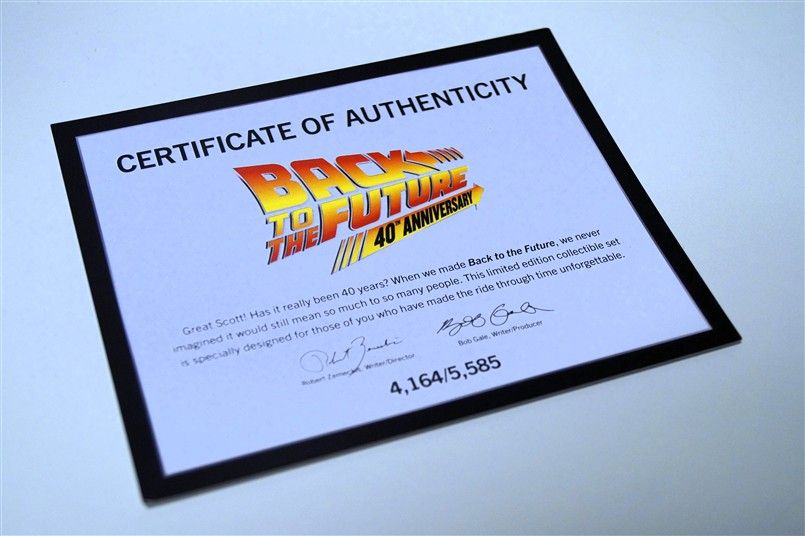 CERTIFICATE OF AUTHENTICITY
BACK
TO
THE FUTURE
40TH ANNIVERSARY
Great Scott! Has it really been 40 years? When we made Back to the Future, we never
imagined it would still mean so much to so many people. This limited edition collectible set
is specially designed for those of you who have made the ride through time unforgettable.
Robert Zemeckis, Writer/Director
Bob Gale
Bob Gale, Writer/Producer
4,164/5,585